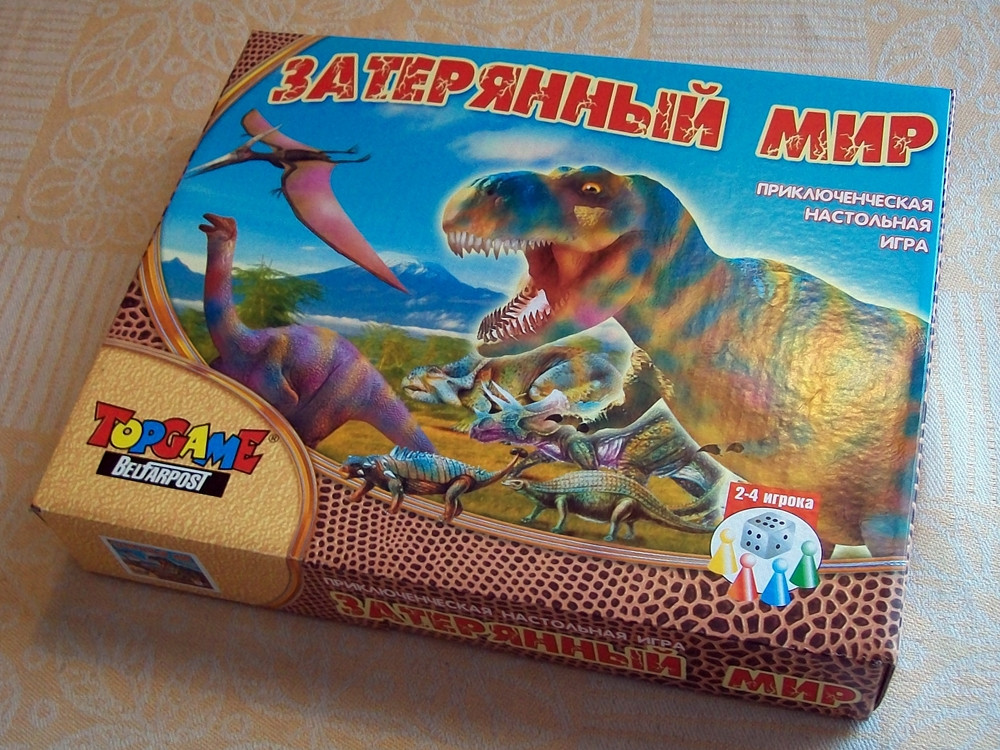 ЗАТЕРЯННЫЙ МИР
ПРИКЛЮЧЕНЧЕСКАЯ
НАСТОЛЬНАЯ
ИГРА
TOPGAME®
BELFARPOST
2-4 игрока
ПРИКЛЮЧЕНЧЕСКАЯ НАСТОЛЬНАЯ ИГРА
ЗАТЕРЯННЫЙ МИР